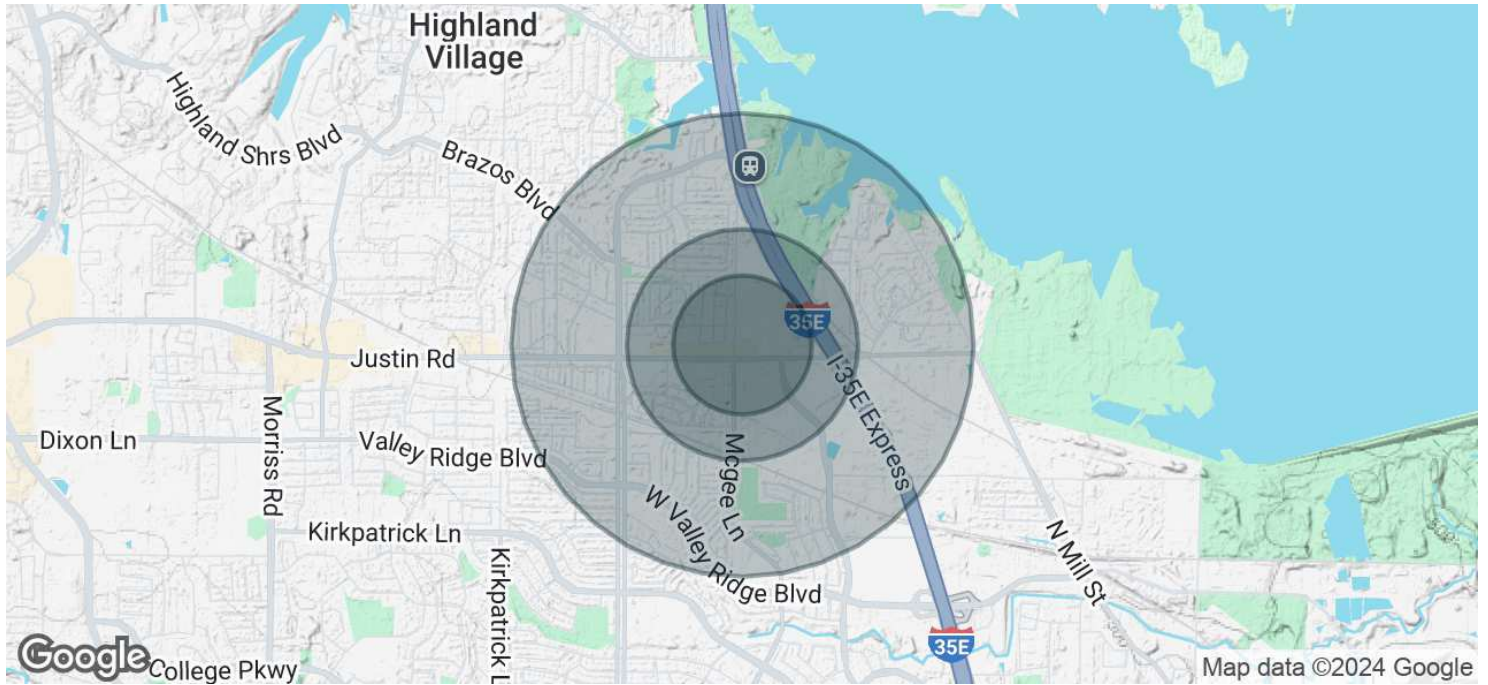 Highland
Village
Highland Shrs Blvd
Brazos Blvd
35E
Justin Rd
I-35E Express
Dixon Ln
Morriss Rd
Valley Ridge Blvd
Mcgee Ln
W Valley Ridge Blvd
Kirkpatrick Ln
Kirkpatrick L
N Mill St
35E
Google
College Pkwy
Map data ©2024 Google